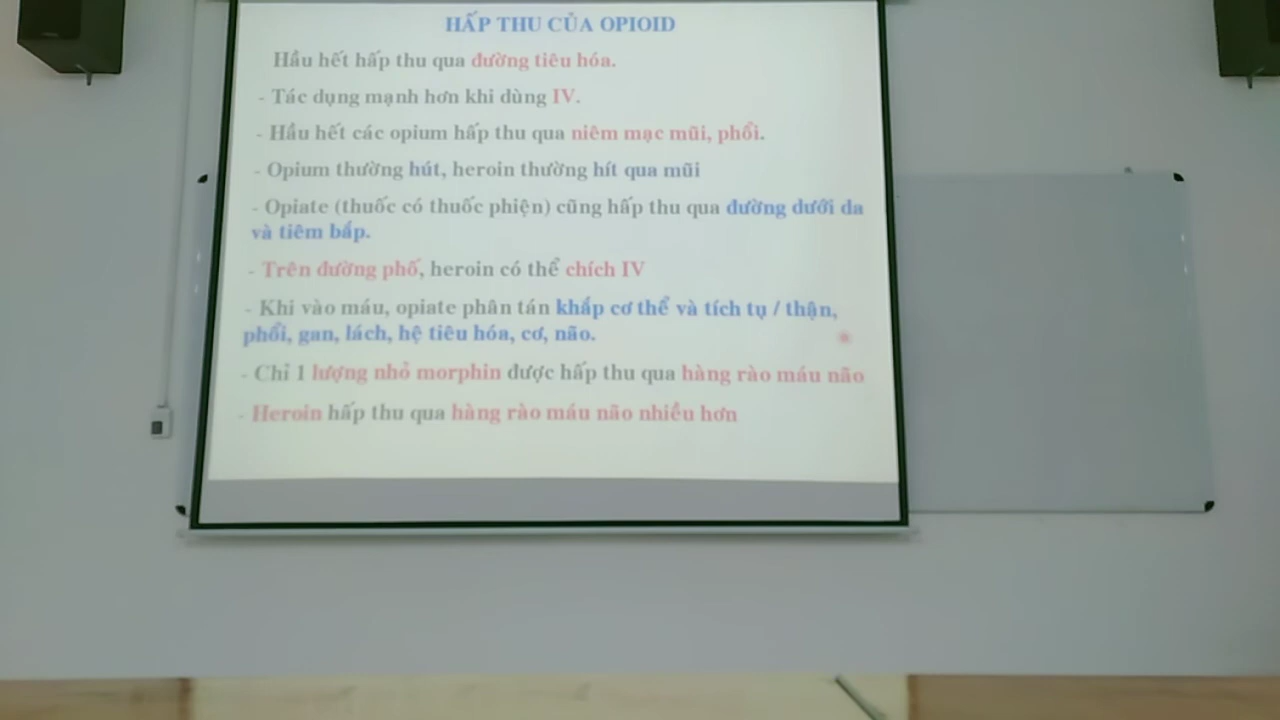 HẤP THU CỦA OPIOID
Hầu hết hấp thu qua đường tiêu hóa.
- Tác dụng mạnh hơn khi dùng IV.
- Hầu hết các opium hấp thu qua niêm mạc mũi, phổi.
- Opium thường hút, heroin thường hít qua mũi
- Opiate (thuốc có thuốc phiện) cũng hấp thu qua đường dưới da
và tiêm bắp.
- Trên đường phố, heroin có thể chích IV
- Khi vào máu, opiate phân tán khắp cơ thể và tích tụ / thận,
phổi, gan, lách, hệ tiêu hóa, cơ, não.
- Chỉ 1 lượng nhỏ morphin được hấp thu qua hàng rào máu não
- Heroin hấp thu qua hàng rào máu não nhiều hơn